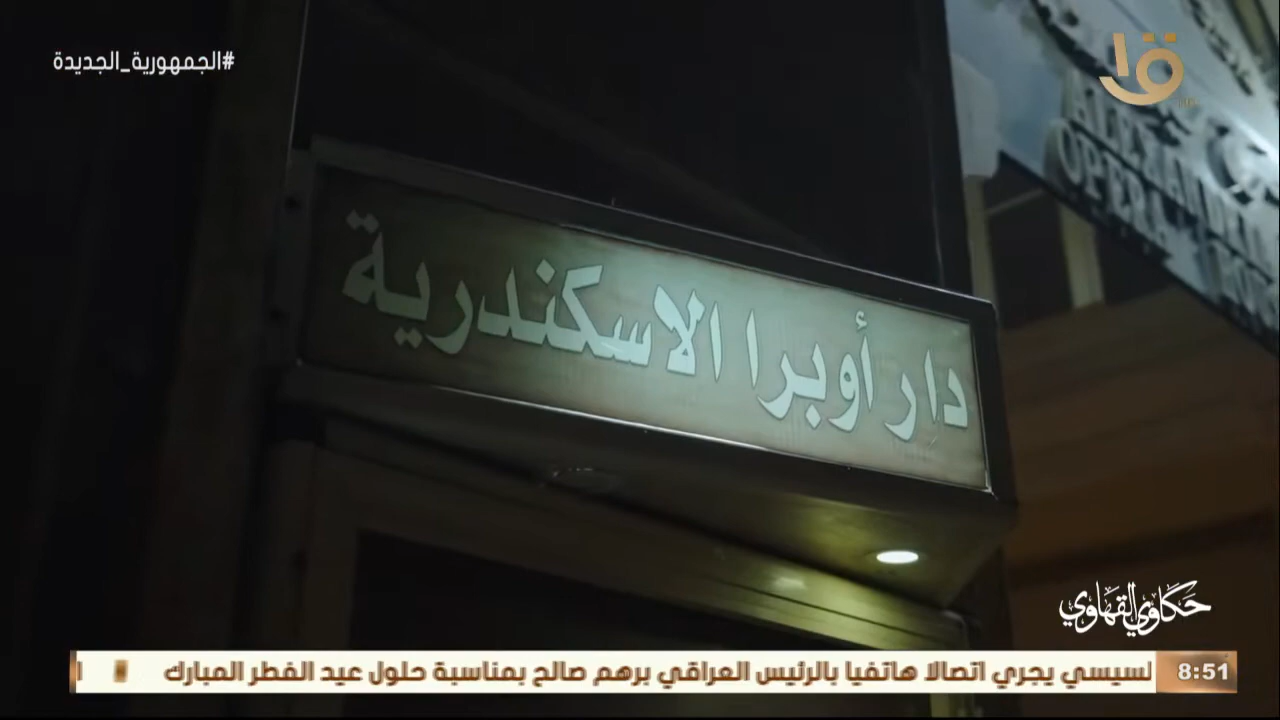 #الجمهورية_الجديدة
دار أوبرا الاسكندرية
حكاوي القهاوي
8:51
لسيسي يجري اتصالا هاتفيا بالرئيس العراقي برهم صالح بمناسبة حلول عيد الفطر المبارك